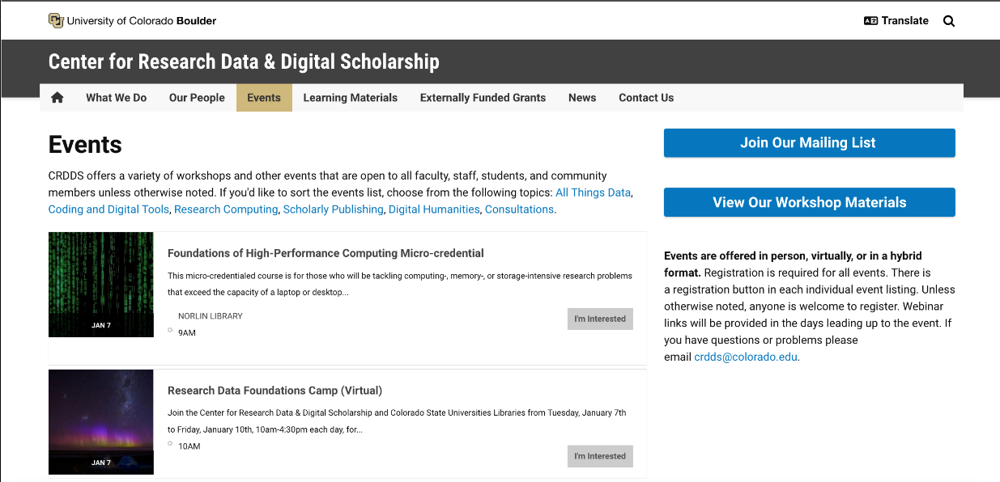 University of Colorado Boulder
Translate
Center for Research Data & Digital Scholarship
What We Do Our People Events Learning Materials Externally Funded Grants News Contact Us
Events
CRDDS offers a variety of workshops and other events that are open to all faculty, staff, students, and community
members unless otherwise noted. If you'd like to sort the events list, choose from the following topics: All Things Data,
Coding and Digital Tools, Research Computing, Scholarly Publishing, Digital Humanities, Consultations.
JAN 7
Foundations of High-Performance Computing Micro-credential
This micro-credentialed course is for those who will be tackling computing-, memory-, or storage-intensive research problems
that exceed the capacity of a laptop or desktop...
NORLIN LIBRARY
9AM
I'm Interested
JAN 7
Research Data Foundations Camp (Virtual)
Join the Center for Research Data & Digital Scholarship and Colorado State Universities Libraries from Tuesday, January 7th
to Friday, January 10th, 10am-4:30pm each day, for...
10AM
I'm Interested
Join Our Mailing List
View Our Workshop Materials
Events are offered in person, virtually, or in a hybrid
format. Registration is required for all events. There is
a registration button in each individual event listing. Unless
otherwise noted, anyone is welcome to register. Webinar
links will be provided in the days leading up to the event. If
you have questions or problems please
email crdds@colorado.edu.